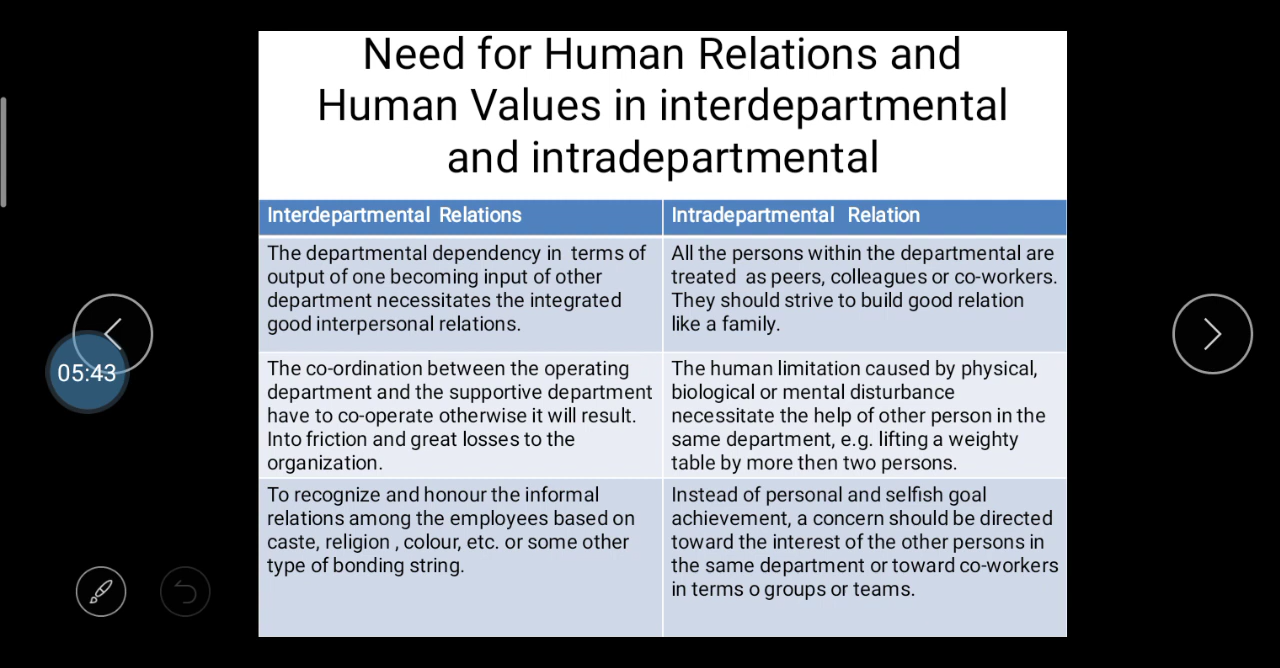 Need for Human Relations and
Human Values in interdepartmental
and intradepartmental
Interdepartmental Relations
Intradepartmental Relation
The departmental dependency in terms of
output of one becoming input of other
department necessitates the integrated
good interpersonal relations.
All the persons within the departmental are
treated as peers, colleagues or co-workers.
They should strive to build good relation
like a family.
The co-ordination between the operating
department and the supportive department
have to co-operate otherwise it will result.
Into friction and great losses to the
organization.
The human limitation caused by physical,
biological or mental disturbance
necessitate the help of other person in the
same department, e.g. lifting a weighty
table by more then two persons.
To recognize and honour the informal
relations among the employees based on
caste, religion , colour, etc. or some other
type of bonding string.
Instead of personal and selfish goal
achievement, a concern should be directed
toward the interest of the other persons in
the same department or toward co-workers
in terms o groups or teams.
05:43